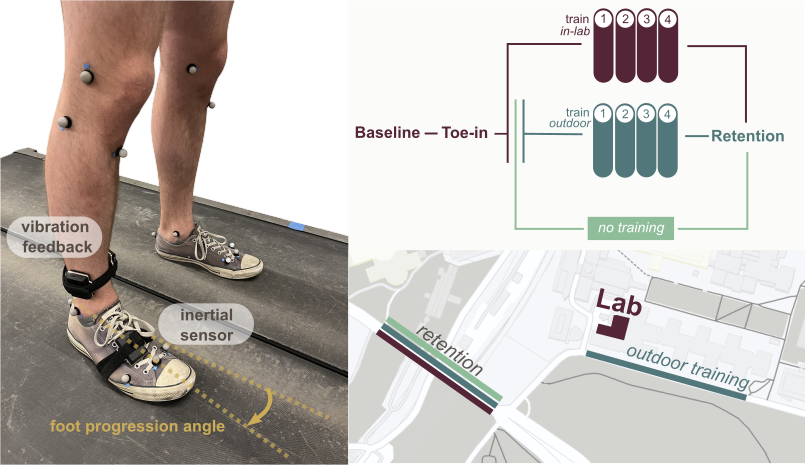 vibration
feedback
inertial
sensor
foot progression angle
train
in-lab
1 2 3 4
Baseline — Toe-in
train
outdoor
1 2 3 4
Retention
no training
retention
Lab
outdoor training